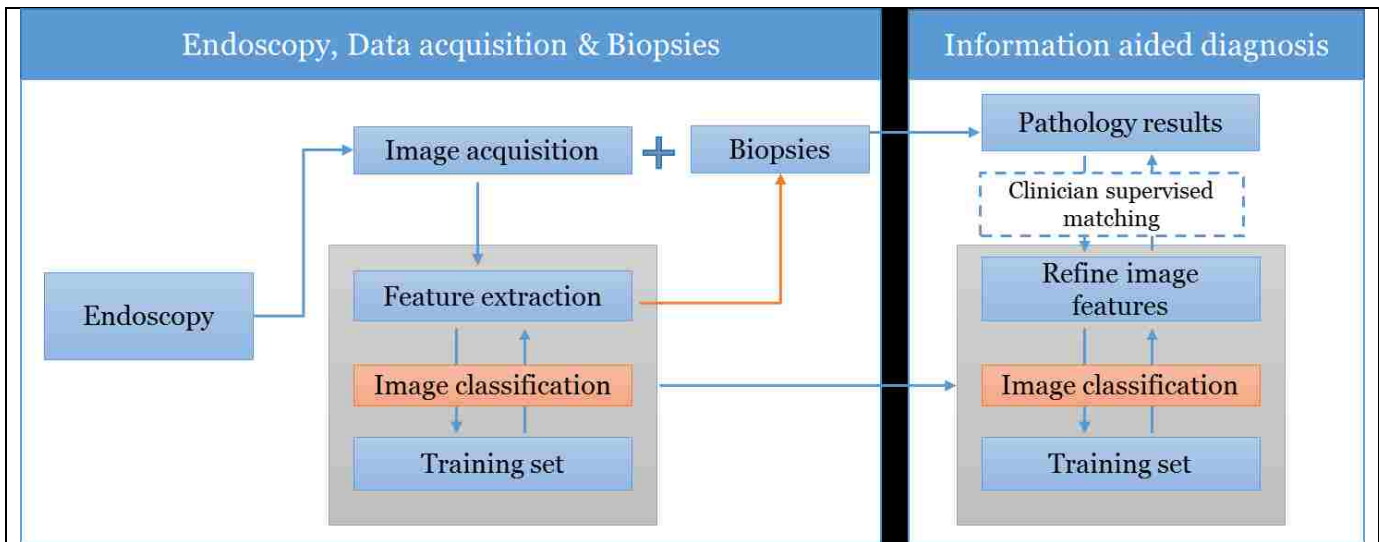 Endoscopy, Data acquisition & Biopsies
Information aided diagnosis
Image acquisition
Biopsies
Endoscopy
Feature extraction
Image classification
Training set
Pathology results
Clinician supervised
matching
Refine image
features
Image classification
Training set